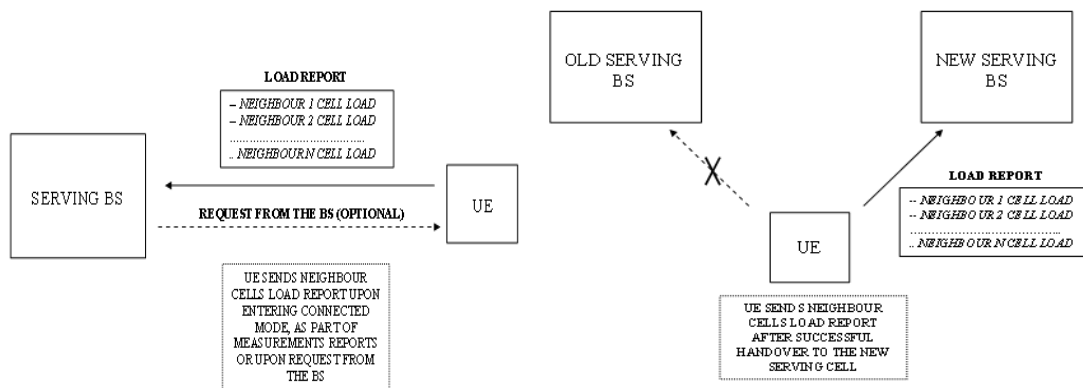 LOAD REPORT
– NEIGHBOUR 1 CELL LOAD
– NEIGHBOUR 2 CELL LOAD
.......................................
.. NEIGHBOUR N CELL LOAD
SERVING BS
UE
REQUEST FROM THE BS (OPTIONAL)
UE SENDS NEIGHBOUR
CELLS LOAD REPORT UPON
ENTERING CONNECTED
MODE, AS PART OF
MEASUREMENTS REPORTS
OR UPON REQUEST FROM
THE BS
OLD SERVING
BS
NEW SERVING
BS
LOAD REPORT
-- NEIGHBOUR 1 CELL LOAD
-- NEIGHBOUR 2 CELL LOAD
.............................................
.. NEIGHBOUR N CELL LOAD
UE
UE SENDS NEIGHBOUR
CELLS LOAD REPORT
AFTER SUCCESSFUL
HANDOVER TO THE NEW
SERVING CELL